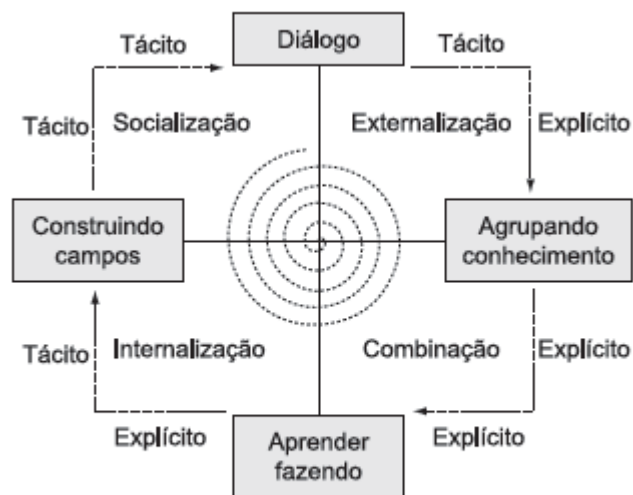 Tácito
Diálogo
Tácito
Tácito
Socialização
Externalização
Explícito
Construindo
campos
Agrupando
conhecimento
Tácito
Internalização
Combinação
Explícito
Explícito
Aprender
fazendo
Explícito